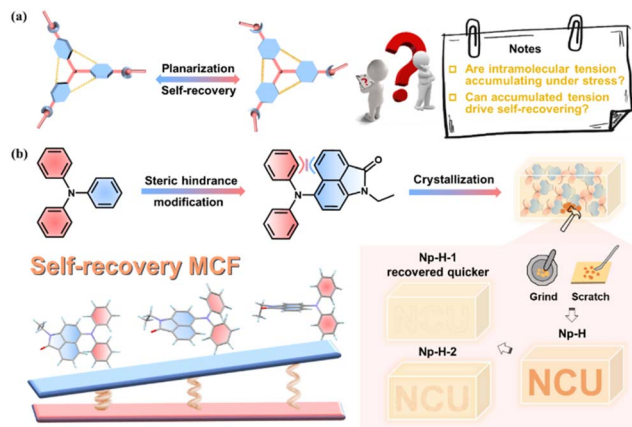 (a)
Planarization
Self-recovery
Notes
Are intramolecular tension
accumulating under stress?
Can accumulated tension
drive self-recovering?
(b)
Steric hindrance
modification
Crystallization
N
N
O
N
Self-recovery MCF
Np-H-1
recovered quicker
NCU
Grind
Scratch
Np-H
Np-H-2
NCU
NCU